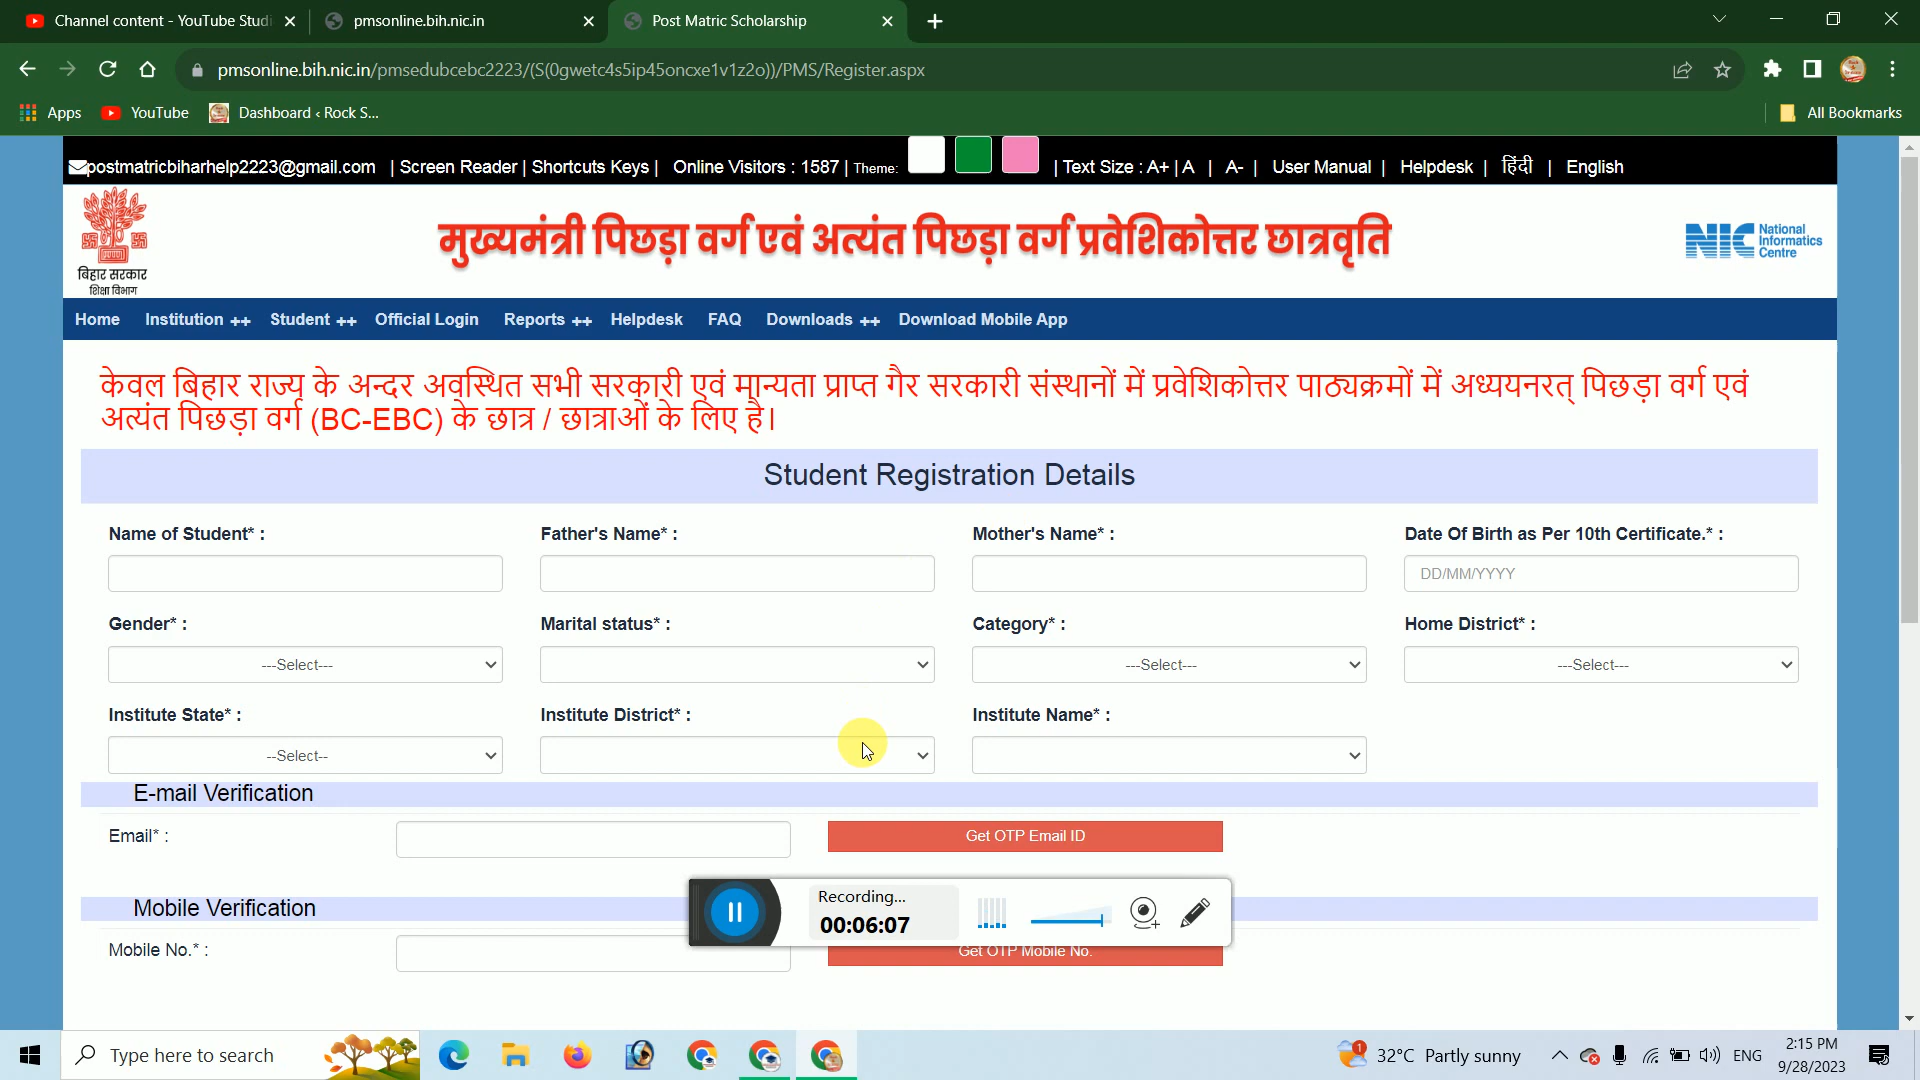 Channel content - YouTube Studi
pmsonline.bih.nic.in
Post Matric Scholarship
pmsonline.bih.nic.in/pmsedubcebc2223/(S(0gwetc4s5ip45oncxe1v1z2o))/PMS/Register.aspx
Apps
YouTube
Dashboard ‹ Rock S...
All Bookmarks
postmatricbiharhelp2223@gmail.com | Screen Reader | Shortcuts Keys | Online Visitors : 1587 | Theme: | Text Size : A+ | A | A- | User Manual | Helpdesk | हिंदी | English
बिहार सरकार
शिक्षा विभाग
मुख्यमंत्री पिछड़ा वर्ग एवं अत्यंत पिछड़ा वर्ग प्रवेशिकोत्तर छात्रवृति
NIC National
Informatics
Centre
Home Institution ++ Student ++ Official Login Reports ++ Helpdesk FAQ Downloads ++ Download Mobile App
केवल बिहार राज्य के अन्दर अवस्थित सभी सरकारी एवं मान्यता प्राप्त गैर सरकारी संस्थानों में प्रवेशिकोत्तर पाठ्यक्रमों में अध्ययनरत् पिछड़ा वर्ग एवं
अत्यंत पिछड़ा वर्ग (BC-EBC) के छात्र / छात्राओं के लिए है।
Student Registration Details
Name of Student* : Father's Name* : Mother's Name* : Date Of Birth as Per 10th Certificate.* :
DD/MM/YYYY
Gender* : Marital status* : Category* : Home District* :
---Select--- ---Select--- ---Select---
Institute State* : Institute District* : Institute Name* :
--Select--
E-mail Verification
Email* : Get OTP Email ID
Mobile Verification
Recording...
00:06:07
Mobile No.* : Get OTP Mobile No.
Type here to search
1
32°C Partly sunny
ENG
2:15 PM
9/28/2023